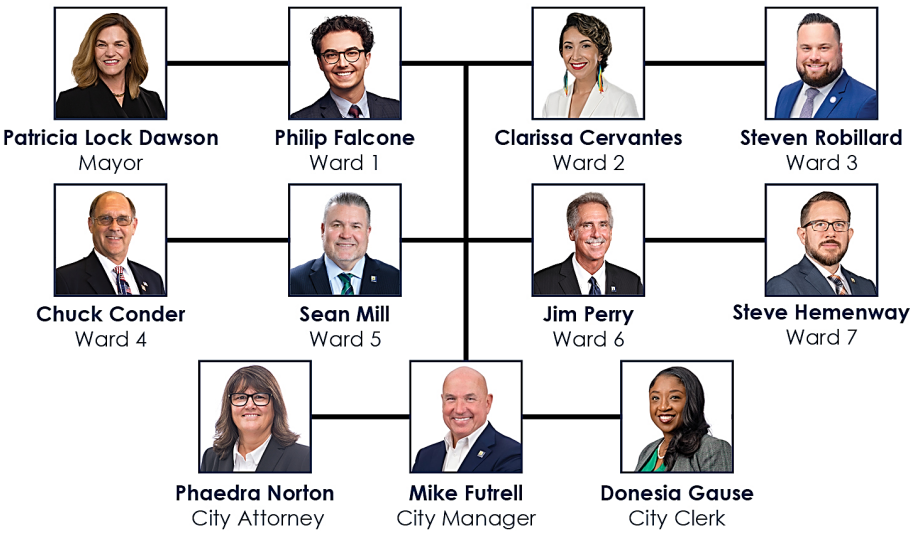 Patricia Lock Dawson
Mayor
Philip Falcone
Ward 1
Clarissa Cervantes
Ward 2
Steven Robillard
Ward 3
Chuck Conder
Ward 4
Sean Mill
Ward 5
Jim Perry
Ward 6
Steve Hemenway
Ward 7
Phaedra Norton
City Attorney
Mike Futrell
City Manager
Donesia Gause
City Clerk